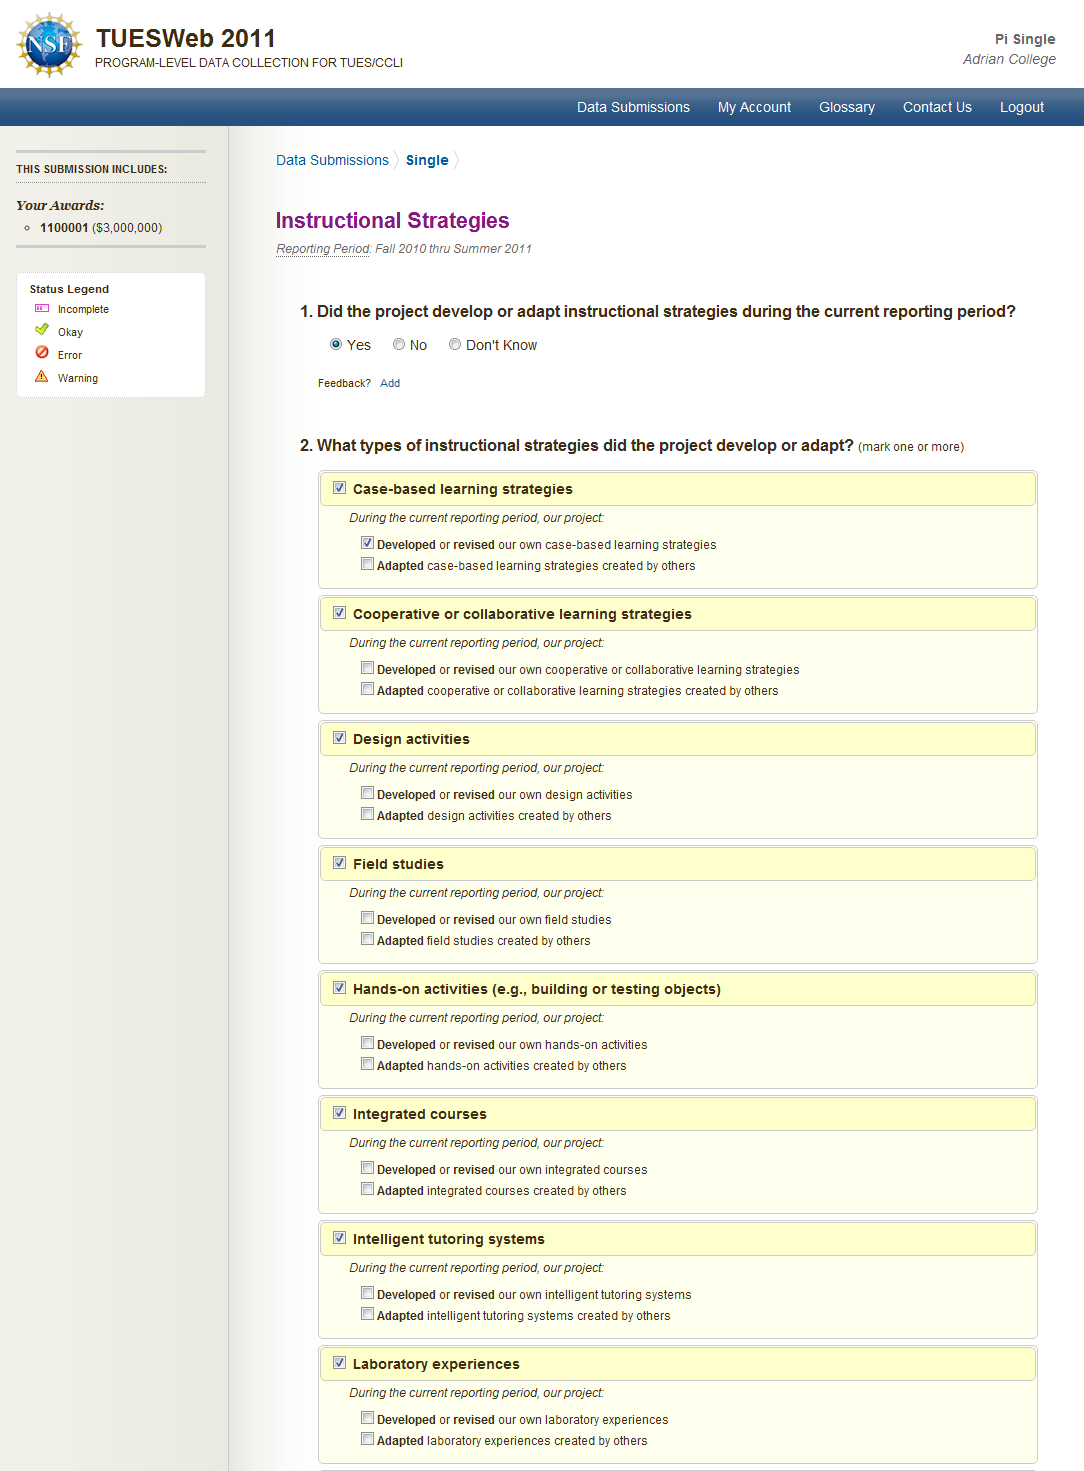 NSF
TUESWeb 2011
PROGRAM-LEVEL DATA COLLECTION FOR TUES/CCLI
Pi Single
Adrian College
Data Submissions My Account Glossary Contact Us Logout
THIS SUBMISSION INCLUDES:
Your Awards:
1100001 ($3,000,000)
Status Legend
Incomplete
Okay
Error
Warning
Data Submissions Single
Instructional Strategies
Reporting Period: Fall 2010 thru Summer 2011
1. Did the project develop or adapt instructional strategies during the current reporting period?
Yes No Don't Know
Feedback? Add
2. What types of instructional strategies did the project develop or adapt? (mark one or more)
Case-based learning strategies
During the current reporting period, our project:
Developed or revised our own case-based learning strategies
Adapted case-based learning strategies created by others
Cooperative or collaborative learning strategies
During the current reporting period, our project:
Developed or revised our own cooperative or collaborative learning strategies
Adapted cooperative or collaborative learning strategies created by others
Design activities
During the current reporting period, our project:
Developed or revised our own design activities
Adapted design activities created by others
Field studies
During the current reporting period, our project:
Developed or revised our own field studies
Adapted field studies created by others
Hands-on activities (e.g., building or testing objects)
During the current reporting period, our project:
Developed or revised our own hands-on activities
Adapted hands-on activities created by others
Integrated courses
During the current reporting period, our project:
Developed or revised our own integrated courses
Adapted integrated courses created by others
Intelligent tutoring systems
During the current reporting period, our project:
Developed or revised our own intelligent tutoring systems
Adapted intelligent tutoring systems created by others
Laboratory experiences
During the current reporting period, our project:
Developed or revised our own laboratory experiences
Adapted laboratory experiences created by others